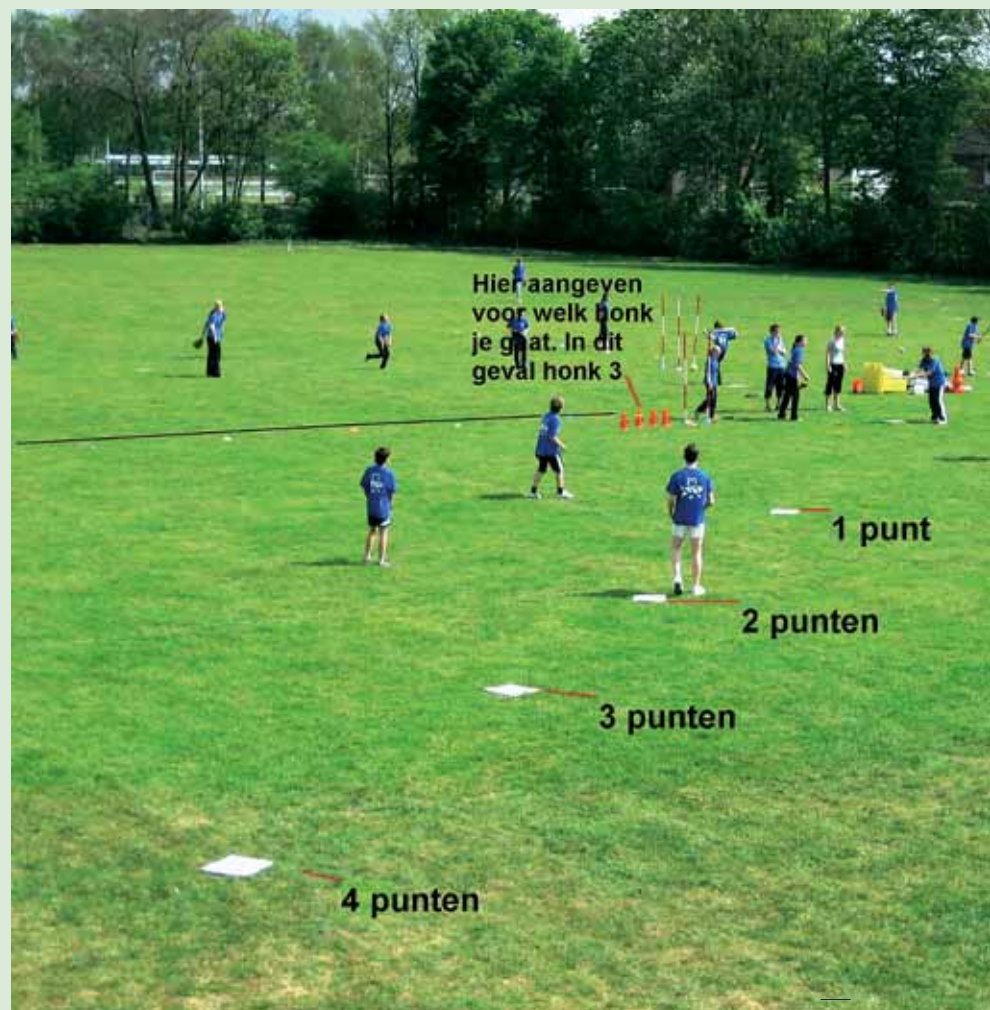 Hier aangeven
voor welk honk
je gaat. In dit
geval honk 3
1 punt
2 punten
3 punten
4 punten